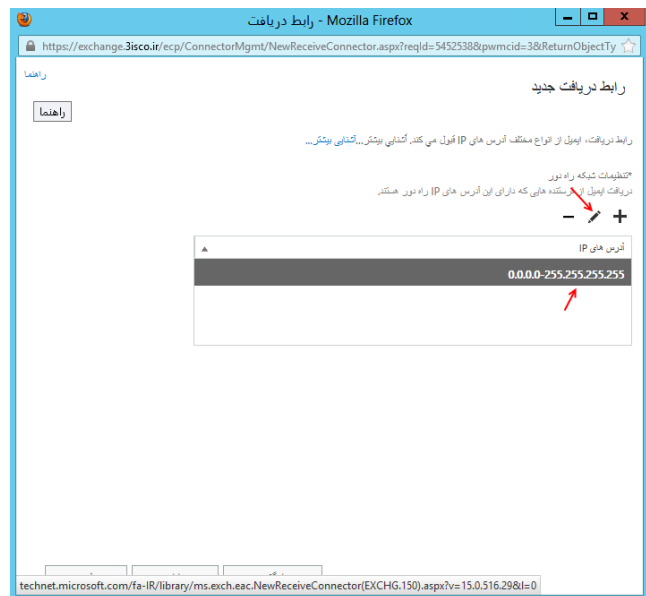 رابط دریافت - Mozilla Firefox
https://exchange.3isco.ir/ecp/ConnectorMgmt/NewReceiveConnector.aspx?reqId=5452538&pwmcid=3&ReturnObjectTy
راهنما
رابط دریافت جدید
راهنما
رابط دریافت، ایمیل از انواع مختلف آدرس های IP قبول می کند. آشنایی بیشتر...آشنایی بیشتر...
*تنظیمات شبکه راه دور
دریافت ایمیل از فرستنده هایی که دارای این آدرس های IP راه دور هستند.
آدرس های IP
0.0.0.0-255.255.255.255
technet.microsoft.com/fa-IR/library/ms.exch.eac.NewReceiveConnector(EXCHG.150).aspx?v=15.0.516.29&l=0